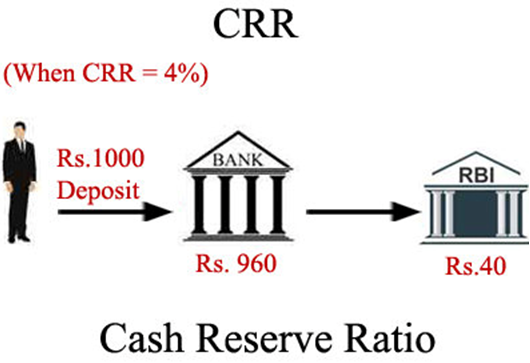 CRR
(When CRR = 4%)
Rs.1000
Deposit
BANK
RBI
Rs. 960
Rs.40
Cash Reserve Ratio